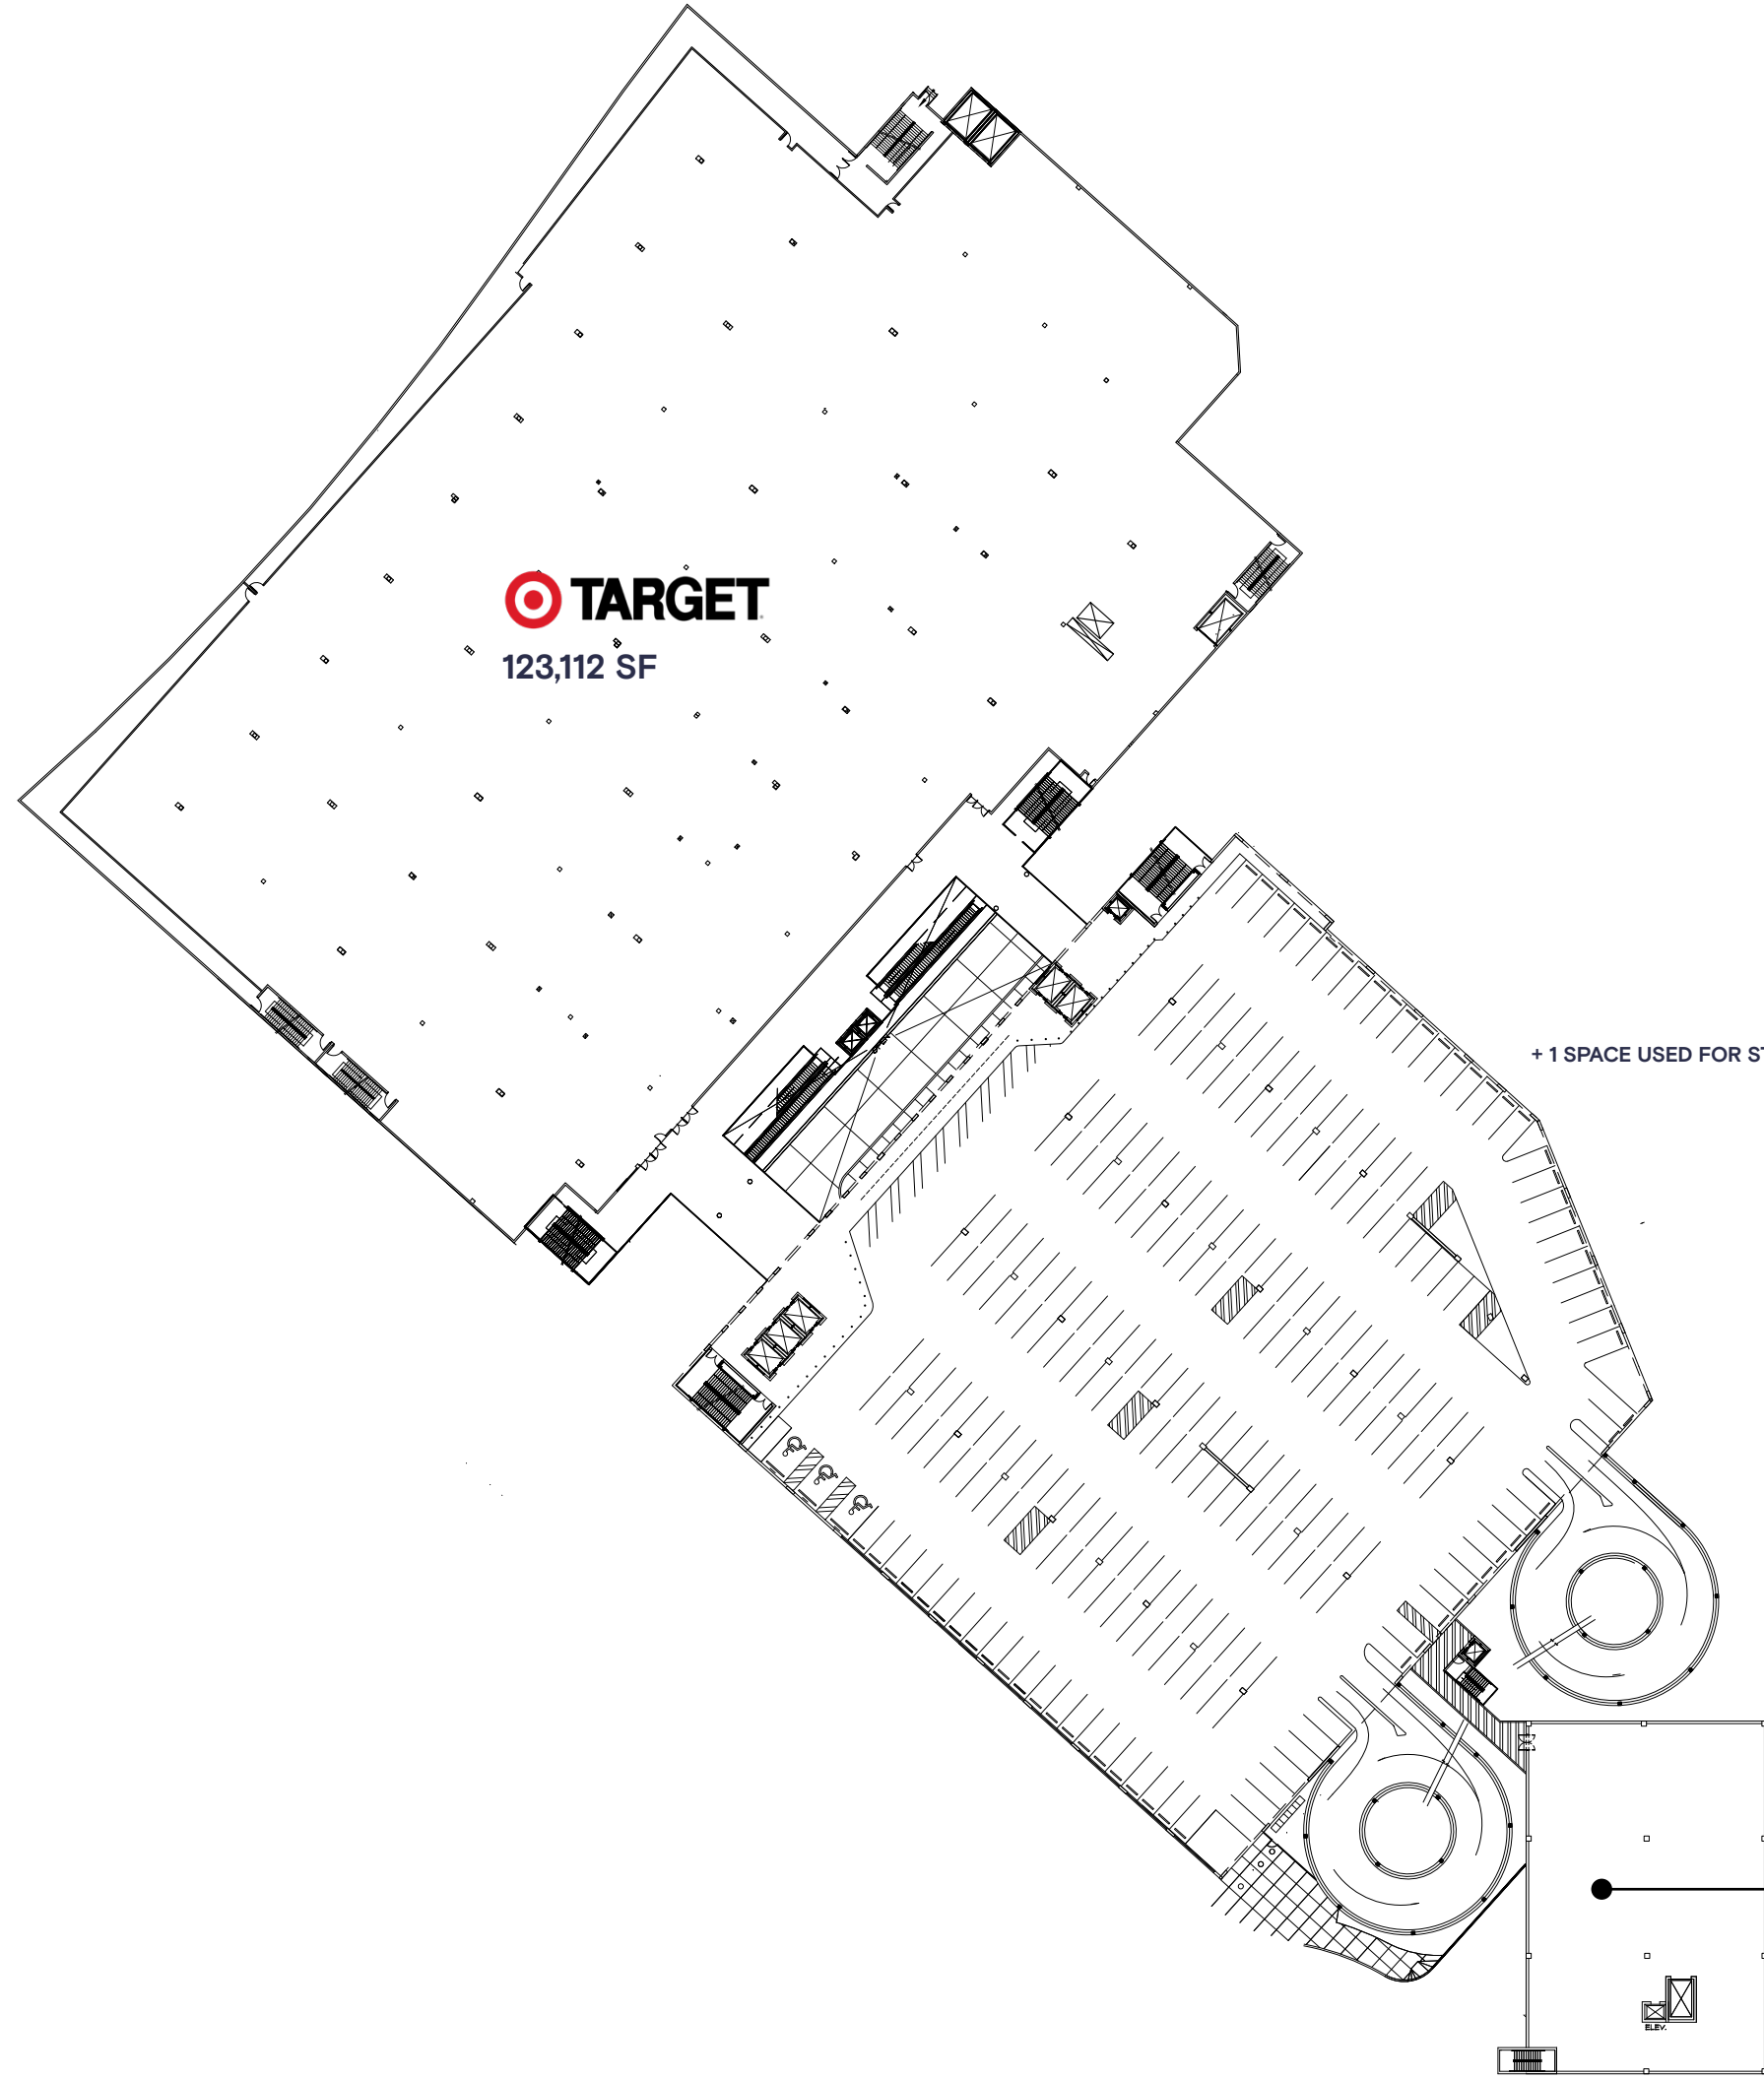 TARGET
123,112 SF
+ 1 SPACE USED FOR
ELEV.